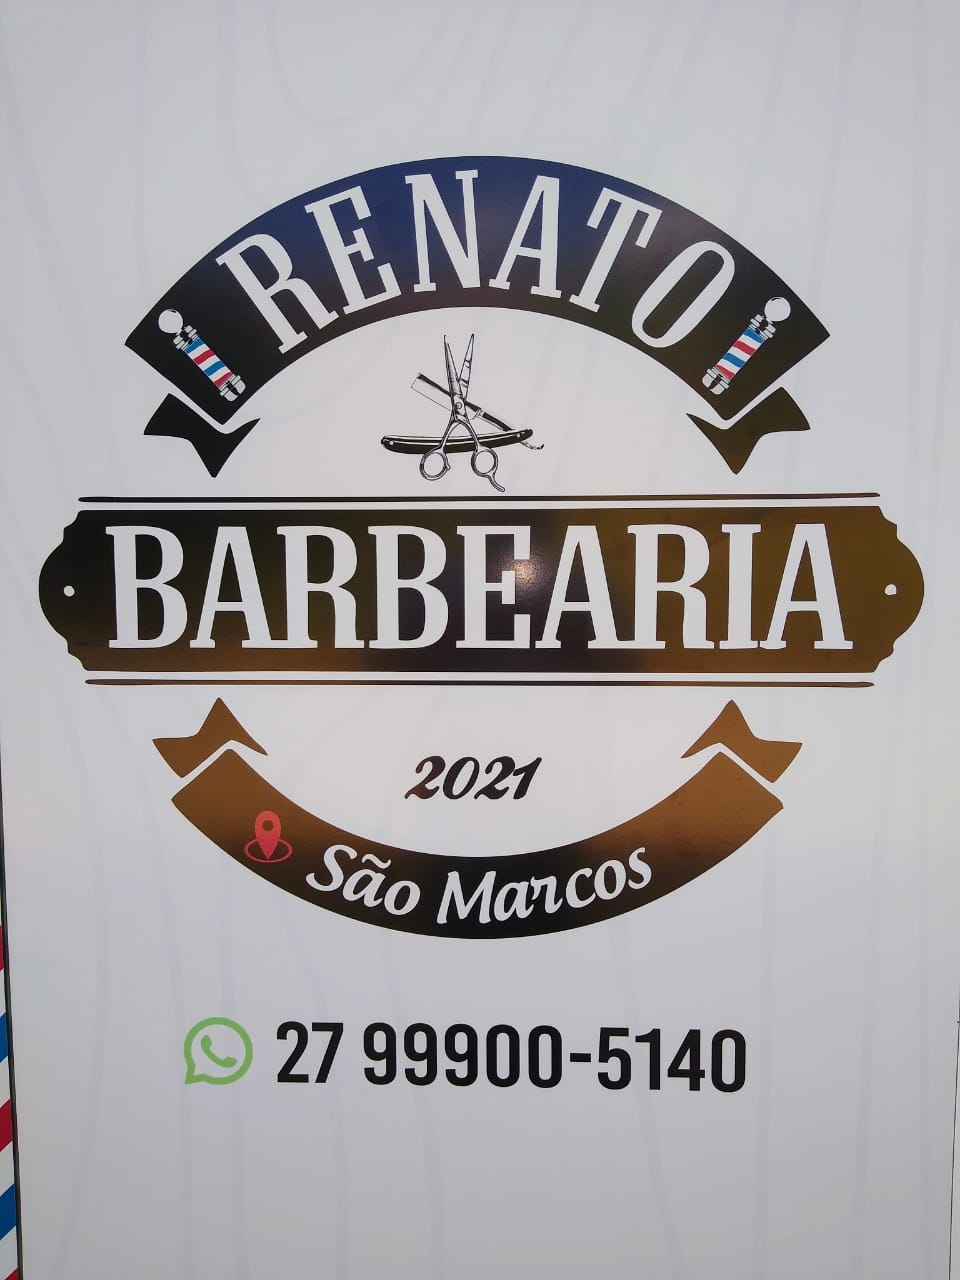 RENATO
BARBEARIA
2021
São Marcos
27 99900-5140